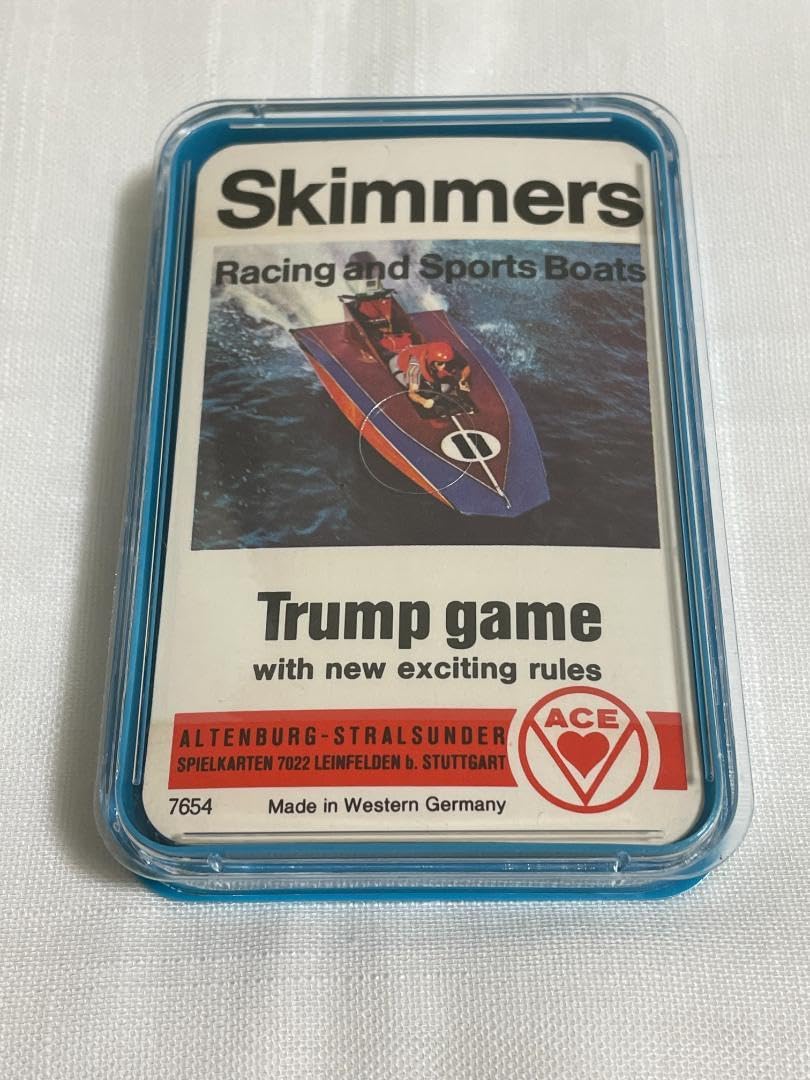 Skimmers
Racing and Sports Boats
11
Trump game
with new exciting rules
ALTENBURG-STRALSUNDER
SPIELKARTEN 7022 LEINFELDEN b. STUTTGART
ACE
7654 Made in Western Germany